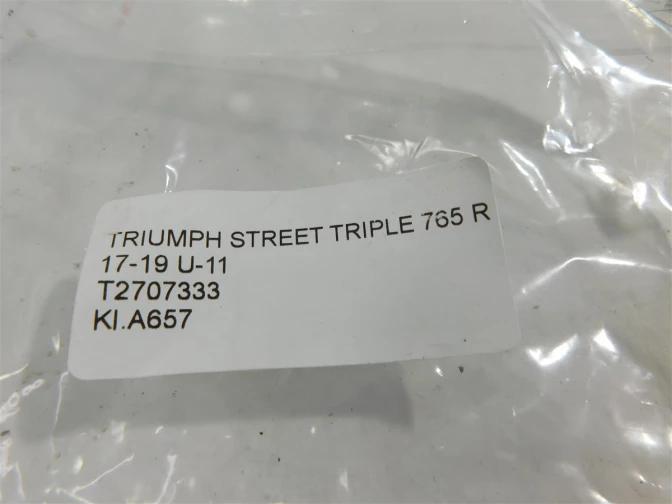 TRIUMPH STREET TRIPLE 765 R
17-19 U-11
T2707333
KI.A657